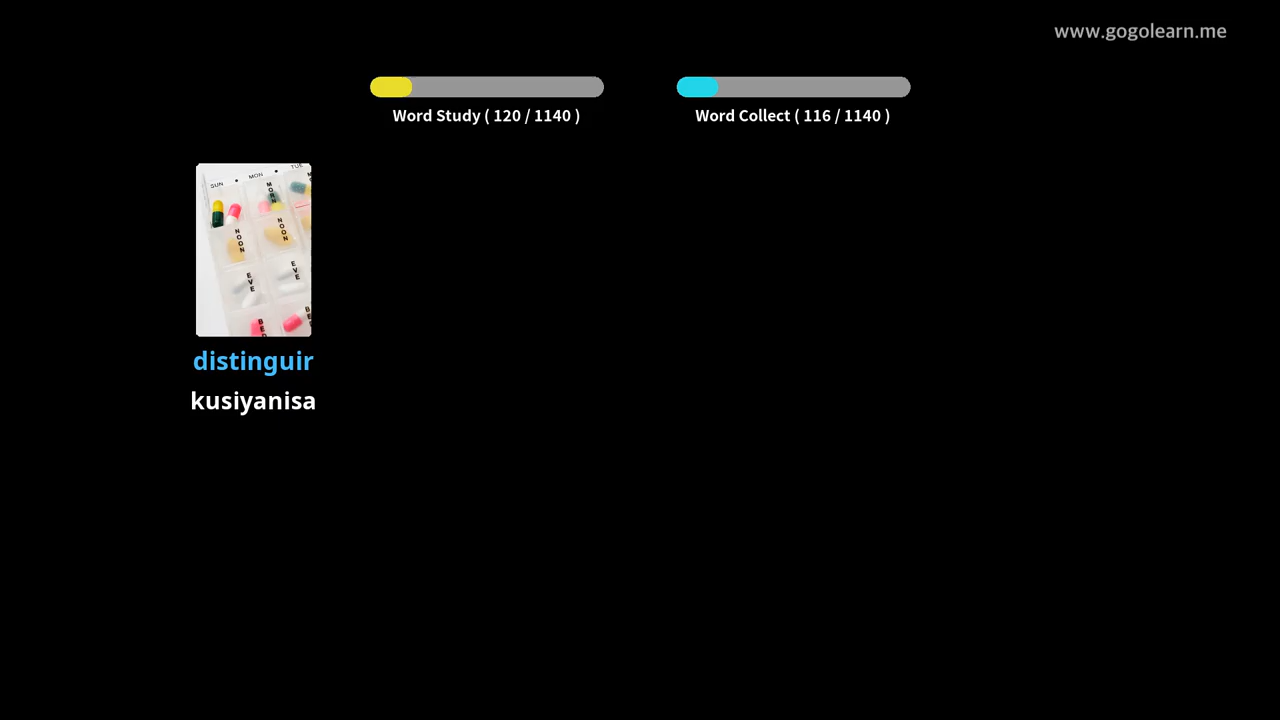 www.gogolearn.me
Word Study ( 120 / 1140 )
Word Collect ( 116 / 1140 )
SUN • MON • TUE
MORN
NOON
NOON
EVE
EVE
distinguir
kusiyanisa